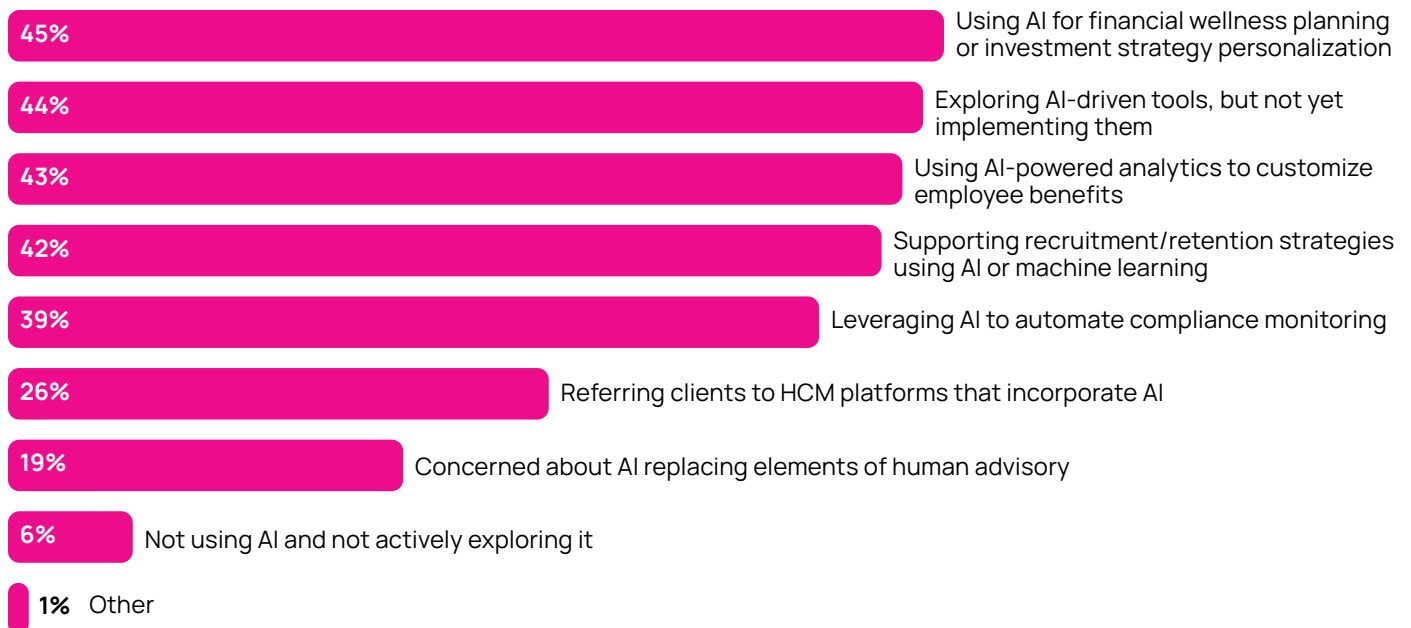 45%
Using AI for financial wellness planning
or investment strategy personalization
44%
Exploring AI-driven tools, but not yet
implementing them
43%
Using AI-powered analytics to customize
employee benefits
42%
Supporting recruitment/retention strategies
using AI or machine learning
39%
Leveraging AI to automate compliance monitoring
26%
Referring clients to HCM platforms that incorporate AI
19%
Concerned about AI replacing elements of human advisory
6%
Not using AI and not actively exploring it
1% Other